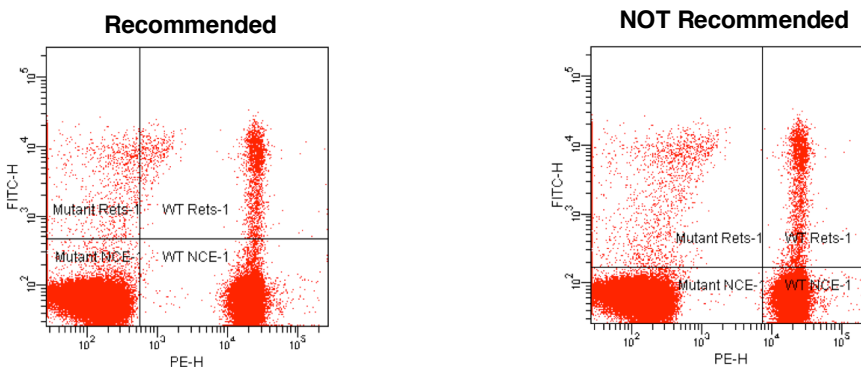 Recommended
FITC-H
10^5
10^4
10^3
10^2
Mutant Rets-1
WT Rets-1
Mutant NCE-
WT NCE-1
10^2
10^3
10^4
10^5
PE-H
NOT Recommended
FITC-H
10^5
10^4
10^3
10^2
Mutant Rets-1
WT Rets-1
Mutant NCE-1
WT NCE-1
10^2
10^3
10^4
10^5
PE-H